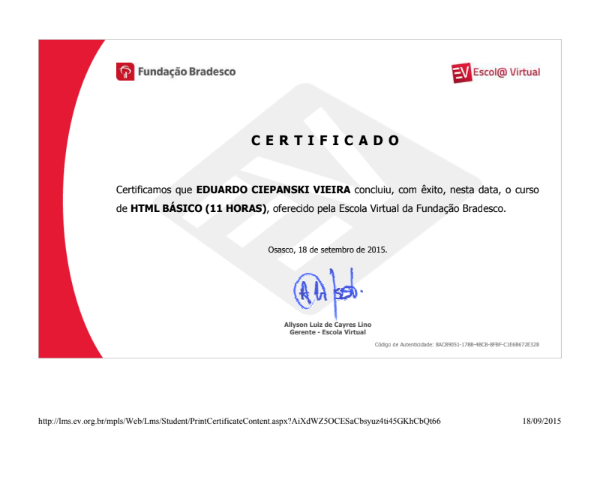 Fundação Bradesco
EV Escol@ Virtual
CERTIFICADO
Certificamos que EDUARDO CIEPANSKI VIEIRA concluiu, com êxito, nesta data, o curso
de HTML BÁSICO (11 HORAS), oferecido pela Escola Virtual da Fundação Bradesco.
Osasco, 18 de setembro de 2015.
Allyson Luiz de Cayres Lino
Gerente - Escola Virtual
Código de Autenticidade:
http://lms.ev.org.br/mpls/Web/Lms/Student/PrintCertificateContent.aspx?AiXdWZ5OCESaCbsyuz4ti45GKhCbQt66 18/09/2015